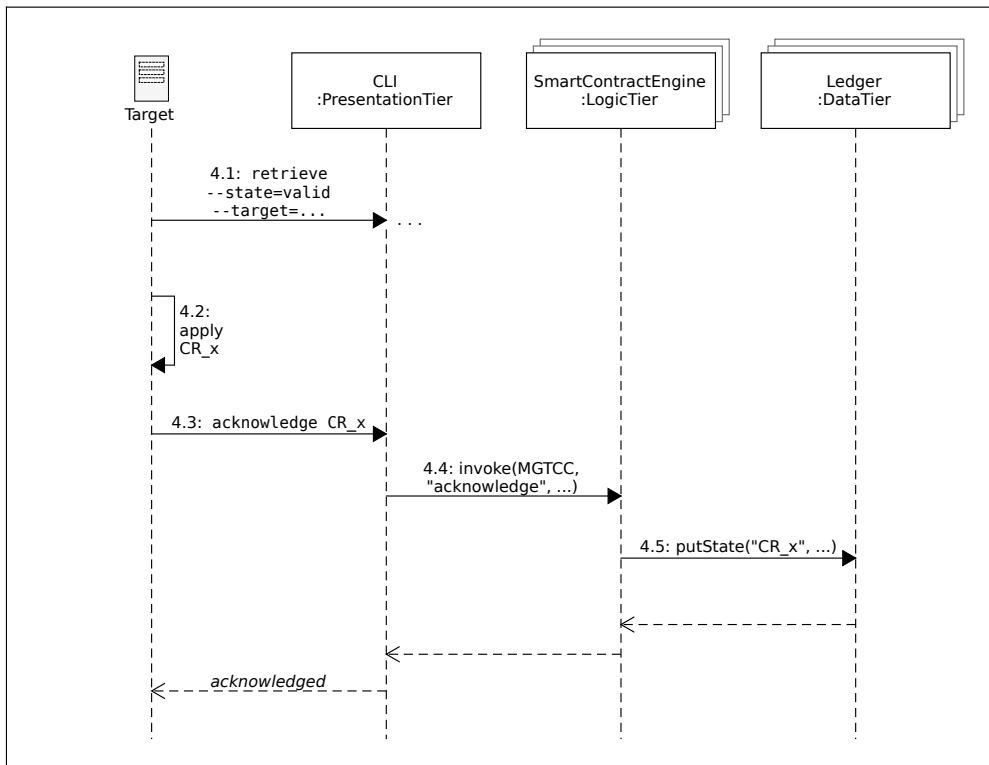 Target
CLI
:PresentationTier
SmartContractEngine
:LogicTier
Ledger
:DataTier
4.1: retrieve
--state=valid
--target=...
...
4.2:
apply
CR_x
4.3: acknowledge CR_x
4.4: invoke(MGTCC,
"acknowledge", ...)
4.5: putState("CR_x", ...)
acknowledged